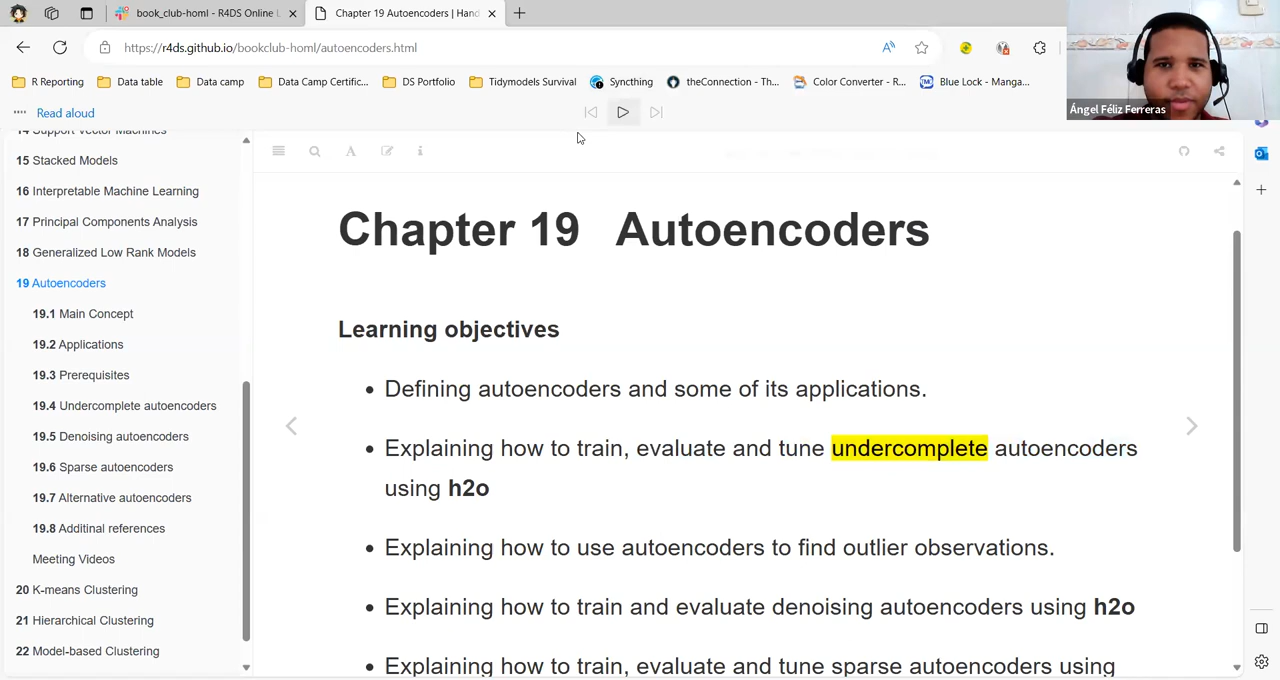 book_club-homl - R4DS Online L
Chapter 19 Autoencoders | Hand
https://r4ds.github.io/bookclub-homl/autoencoders.html
R Reporting
Data table
Data camp
Data Camp Certific...
DS Portfolio
Tidymodels Survival
Syncthing
theConnection - Th...
Color Converter - R...
Blue Lock - Manga...
Ángel Féliz Ferreras
Read aloud
14 Support Vector Machines
15 Stacked Models
16 Interpretable Machine Learning
17 Principal Components Analysis
18 Generalized Low Rank Models
19 Autoencoders
19.1 Main Concept
19.2 Applications
19.3 Prerequisites
19.4 Undercomplete autoencoders
19.5 Denoising autoencoders
19.6 Sparse autoencoders
19.7 Alternative autoencoders
19.8 Additinal references
Meeting Videos
20 K-means Clustering
21 Hierarchical Clustering
22 Model-based Clustering
Chapter 19 Autoencoders
Learning objectives
• Defining autoencoders and some of its applications.
• Explaining how to train, evaluate and tune undercomplete autoencoders
using h2o
• Explaining how to use autoencoders to find outlier observations.
• Explaining how to train and evaluate denoising autoencoders using h2o
• Explaining how to train, evaluate and tune sparse autoencoders using